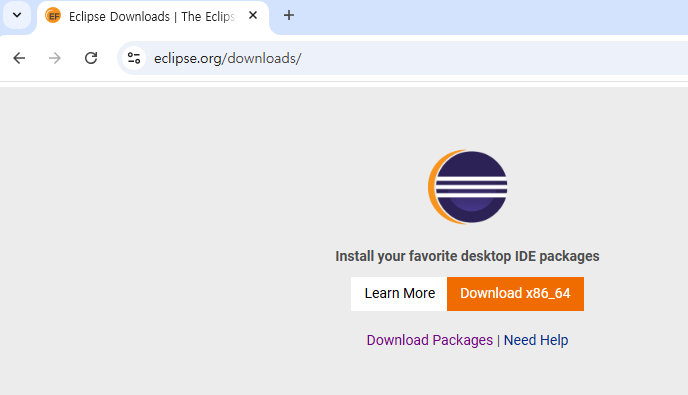 EF Eclipse Downloads | The Eclips
eclipse.org/downloads/
Install your favorite desktop IDE packages
Learn More Download x86_64
Download Packages | Need Help